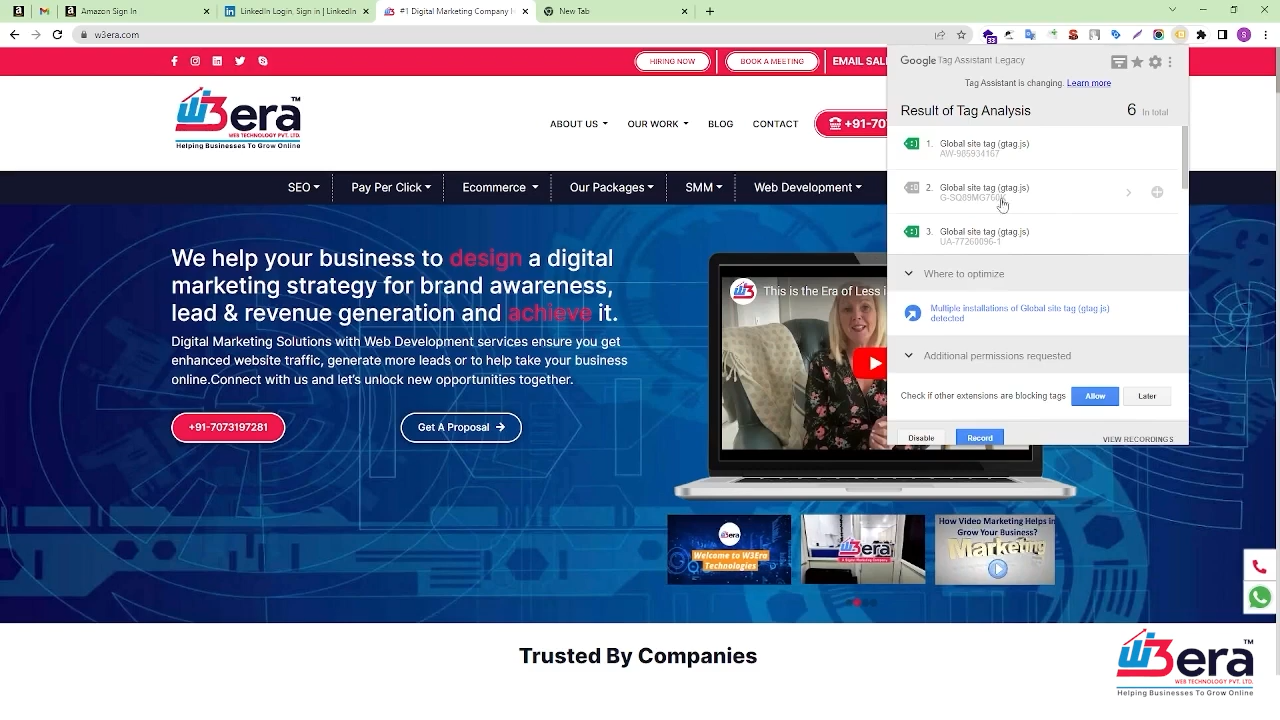 Amazon Sign In
LinkedIn Login, Sign in | LinkedIn
#1 Digital Marketing Company I
New Tab
w3era.com
HIRING NOW
BOOK A MEETING
EMAIL SAL
Google Tag Assistant Legacy
Tag Assistant is changing. Learn more
Result of Tag Analysis
6 In total
1. Global site tag (gtag.js)
AW-985934167
2. Global site tag (gtag.js)
3. Global site tag (gtag.js)
UA-77260096-1
Where to optimize
Multiple installations of Global site tag (gtag.js)
detected
Additional permissions requested
Check if other extensions are blocking tags
Allow
Later
Disable
Record
VIEW RECORDINGS
W3era™
WEB TECHNOLOGY PVT. LTD.
Helping Businesses To Grow Online
ABOUT US
OUR WORK
BLOG
CONTACT
+91-707
SEO
Pay Per Click
Ecommerce
Our Packages
SMM
Web Development
We help your business to design a digital
marketing strategy for brand awareness,
lead & revenue generation and achieve it.
Digital Marketing Solutions with Web Development services ensure you get
enhanced website traffic, generate more leads or to help take your business
online.Connect with us and let's unlock new opportunities together.
+91-7073197281
Get A Proposal
This is the Era of Less i
W3era
Welcome to W3Era
Technologies
W3era
How Video Marketing Helps in
Grow Your Business?
Marketing
Trusted By Companies
W3era™
WEB TECHNOLOGY PVT. LTD.
Helping Businesses To Grow Online